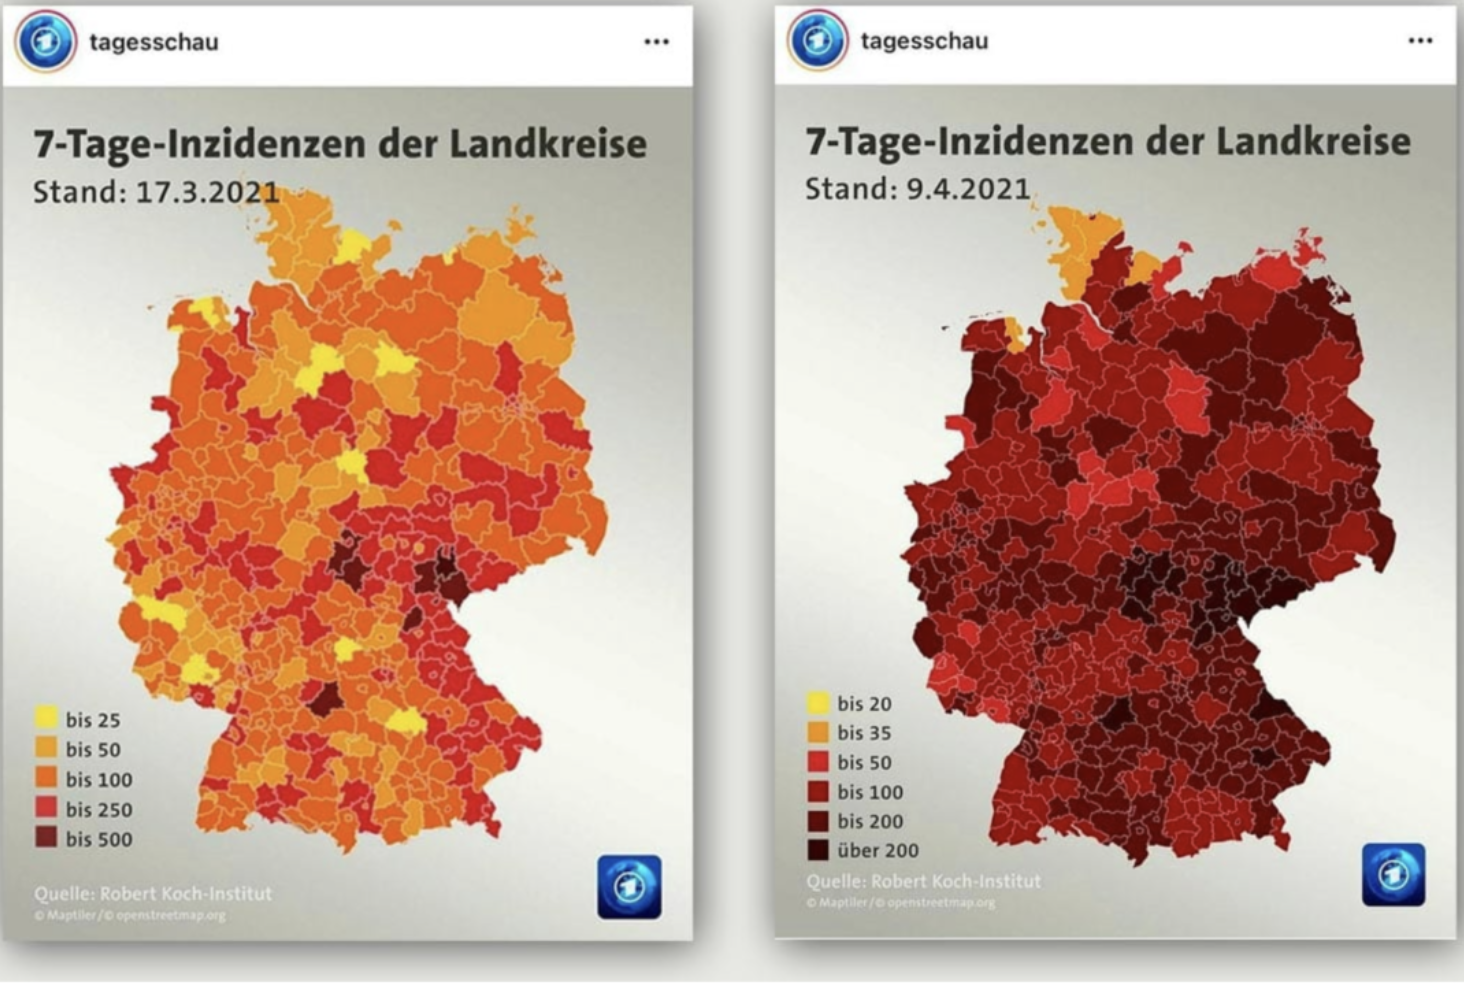 tagesschau
7-Tage-Inzidenzen der Landkreise
Stand: 17.3.2021
bis 25
bis 50
bis 100
bis 250
bis 500
Quelle: Robert Koch-Institut
© Maptiler/© openstreetmap.org
tagesschau
7-Tage-Inzidenzen der Landkreise
Stand: 9.4.2021
bis 20
bis 35
bis 50
bis 100
bis 200
über 200
Quelle: Robert Koch-Institut
© Maptiler/© openstreetmap.org